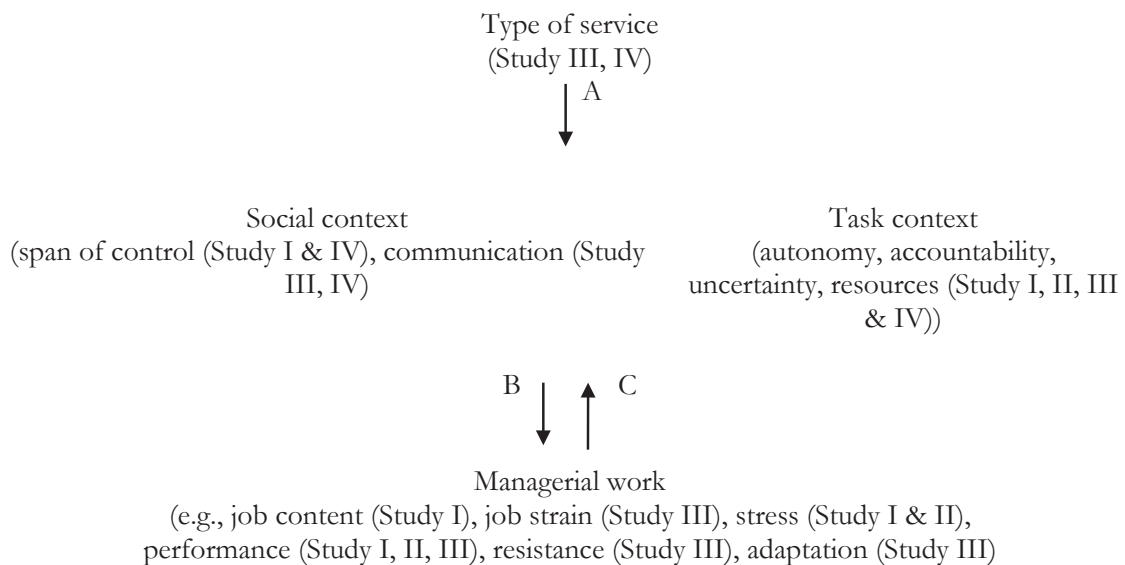 Type of service
(Study III, IV)
A
Social context
(span of control (Study I & IV), communication (Study
III, IV)
Task context
(autonomy, accountability,
uncertainty, resources (Study I, II, III
& IV))
B
C
Managerial work
(e.g., job content (Study I), job strain (Study III), stress (Study I & II),
performance (Study I, II, III), resistance (Study III), adaptation (Study III)